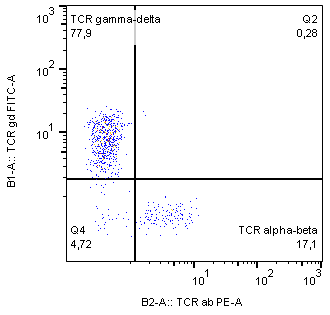 TCR gamma-delta
77,9
Q2
0,28
10³
10²
10¹
B1-A:: TCR gd FITC-A
Q4
4,72
TCR alpha-beta
17,1
10¹
10²
10³
B2-A:: TCR ab PE-A